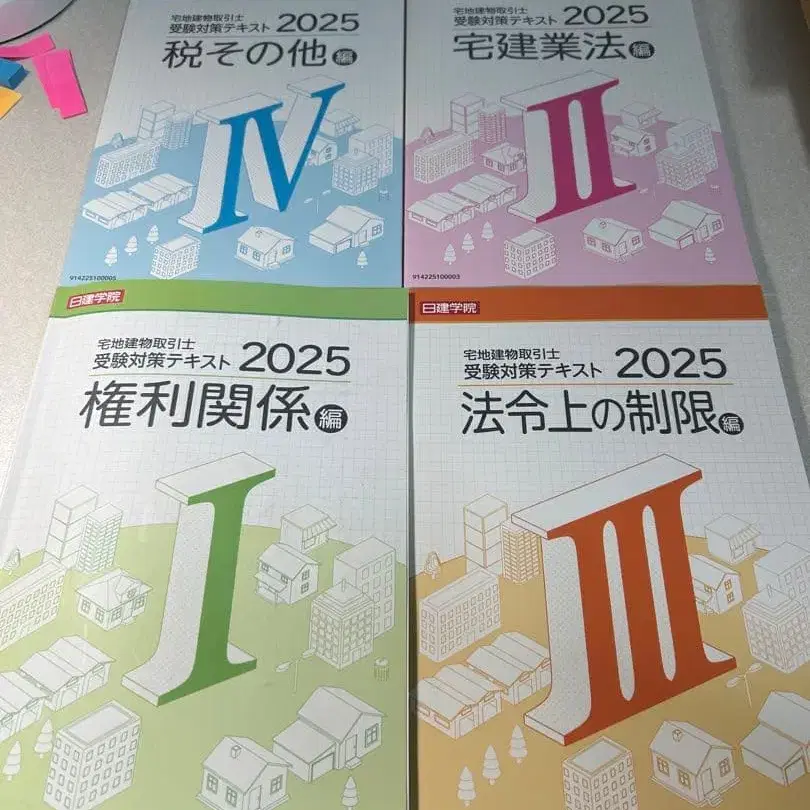 宅地建物取引士
受験対策テキスト 2025
税その他編
IV
914225100005
宅地建物取引士
受験対策テキスト 2025
宅建業法編
II
914225100003
日建学院
宅地建物取引士
受験対策テキスト 2025
権利関係編
I
日建学院
宅地建物取引士
受験対策テキスト 2025
法令上の制限編
III